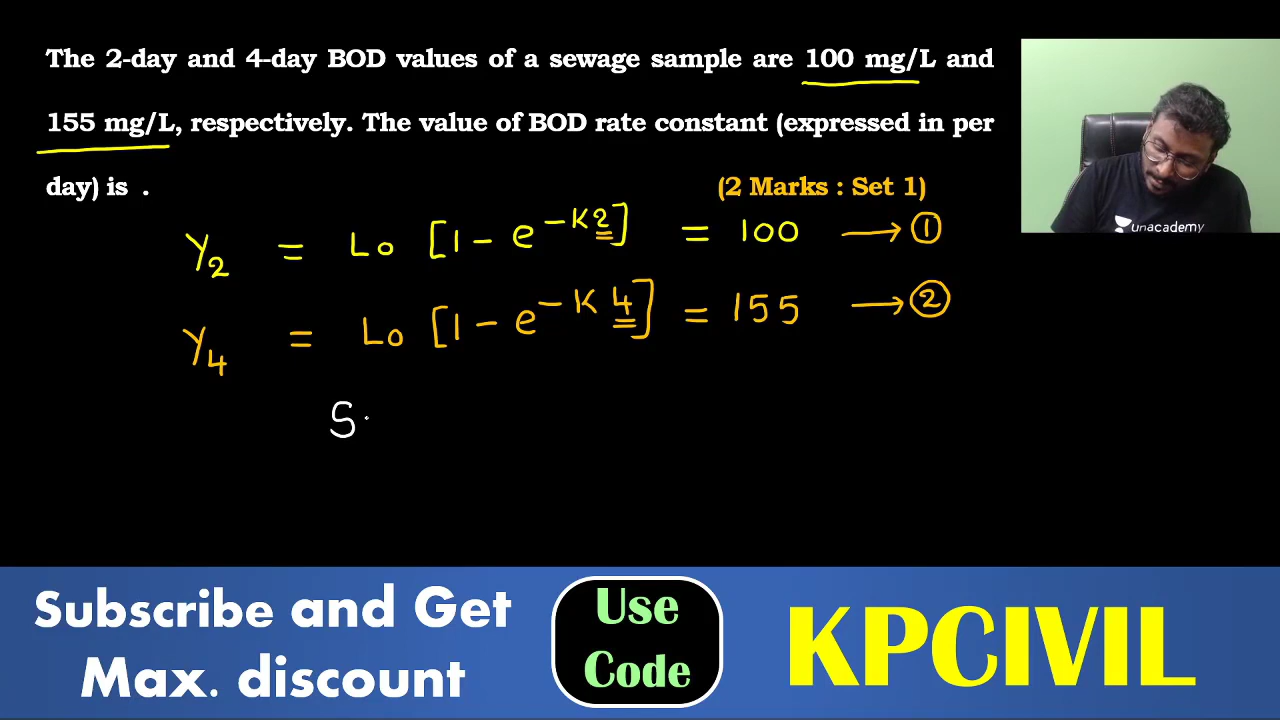 The 2-day and 4-day BOD values of a sewage sample are 100 mg/L and
155 mg/L, respectively. The value of BOD rate constant (expressed in per
day) is .
(2 Marks : Set 1)
Y₂ = Lo [1 - e^{-K2}] = 100 → ①
Y₄ = Lo [1 - e^{-K4}] = 155 → ②
S.
unacademy
Subscribe and Get
Max. discount
Use
Code
KPCIVIL